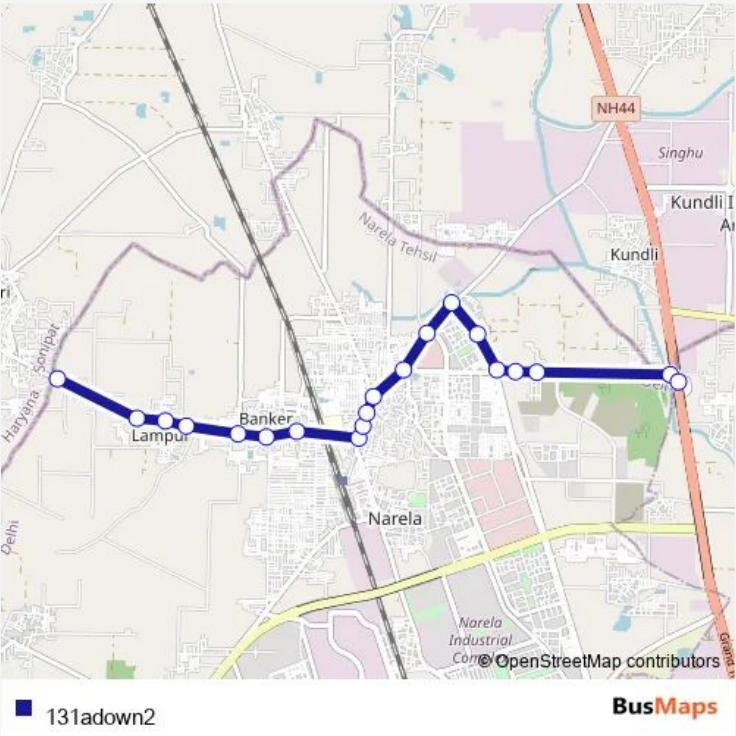 NH44
Singhu
Kundli I
Ar
Kundli
Narela Tehsil
ri
Sonipat
Haryana
Banker
Lampur
Delhi
Narela
Narela
Industrial
© OpenStreetMap contributors
Grand
131adown2
BusMaps